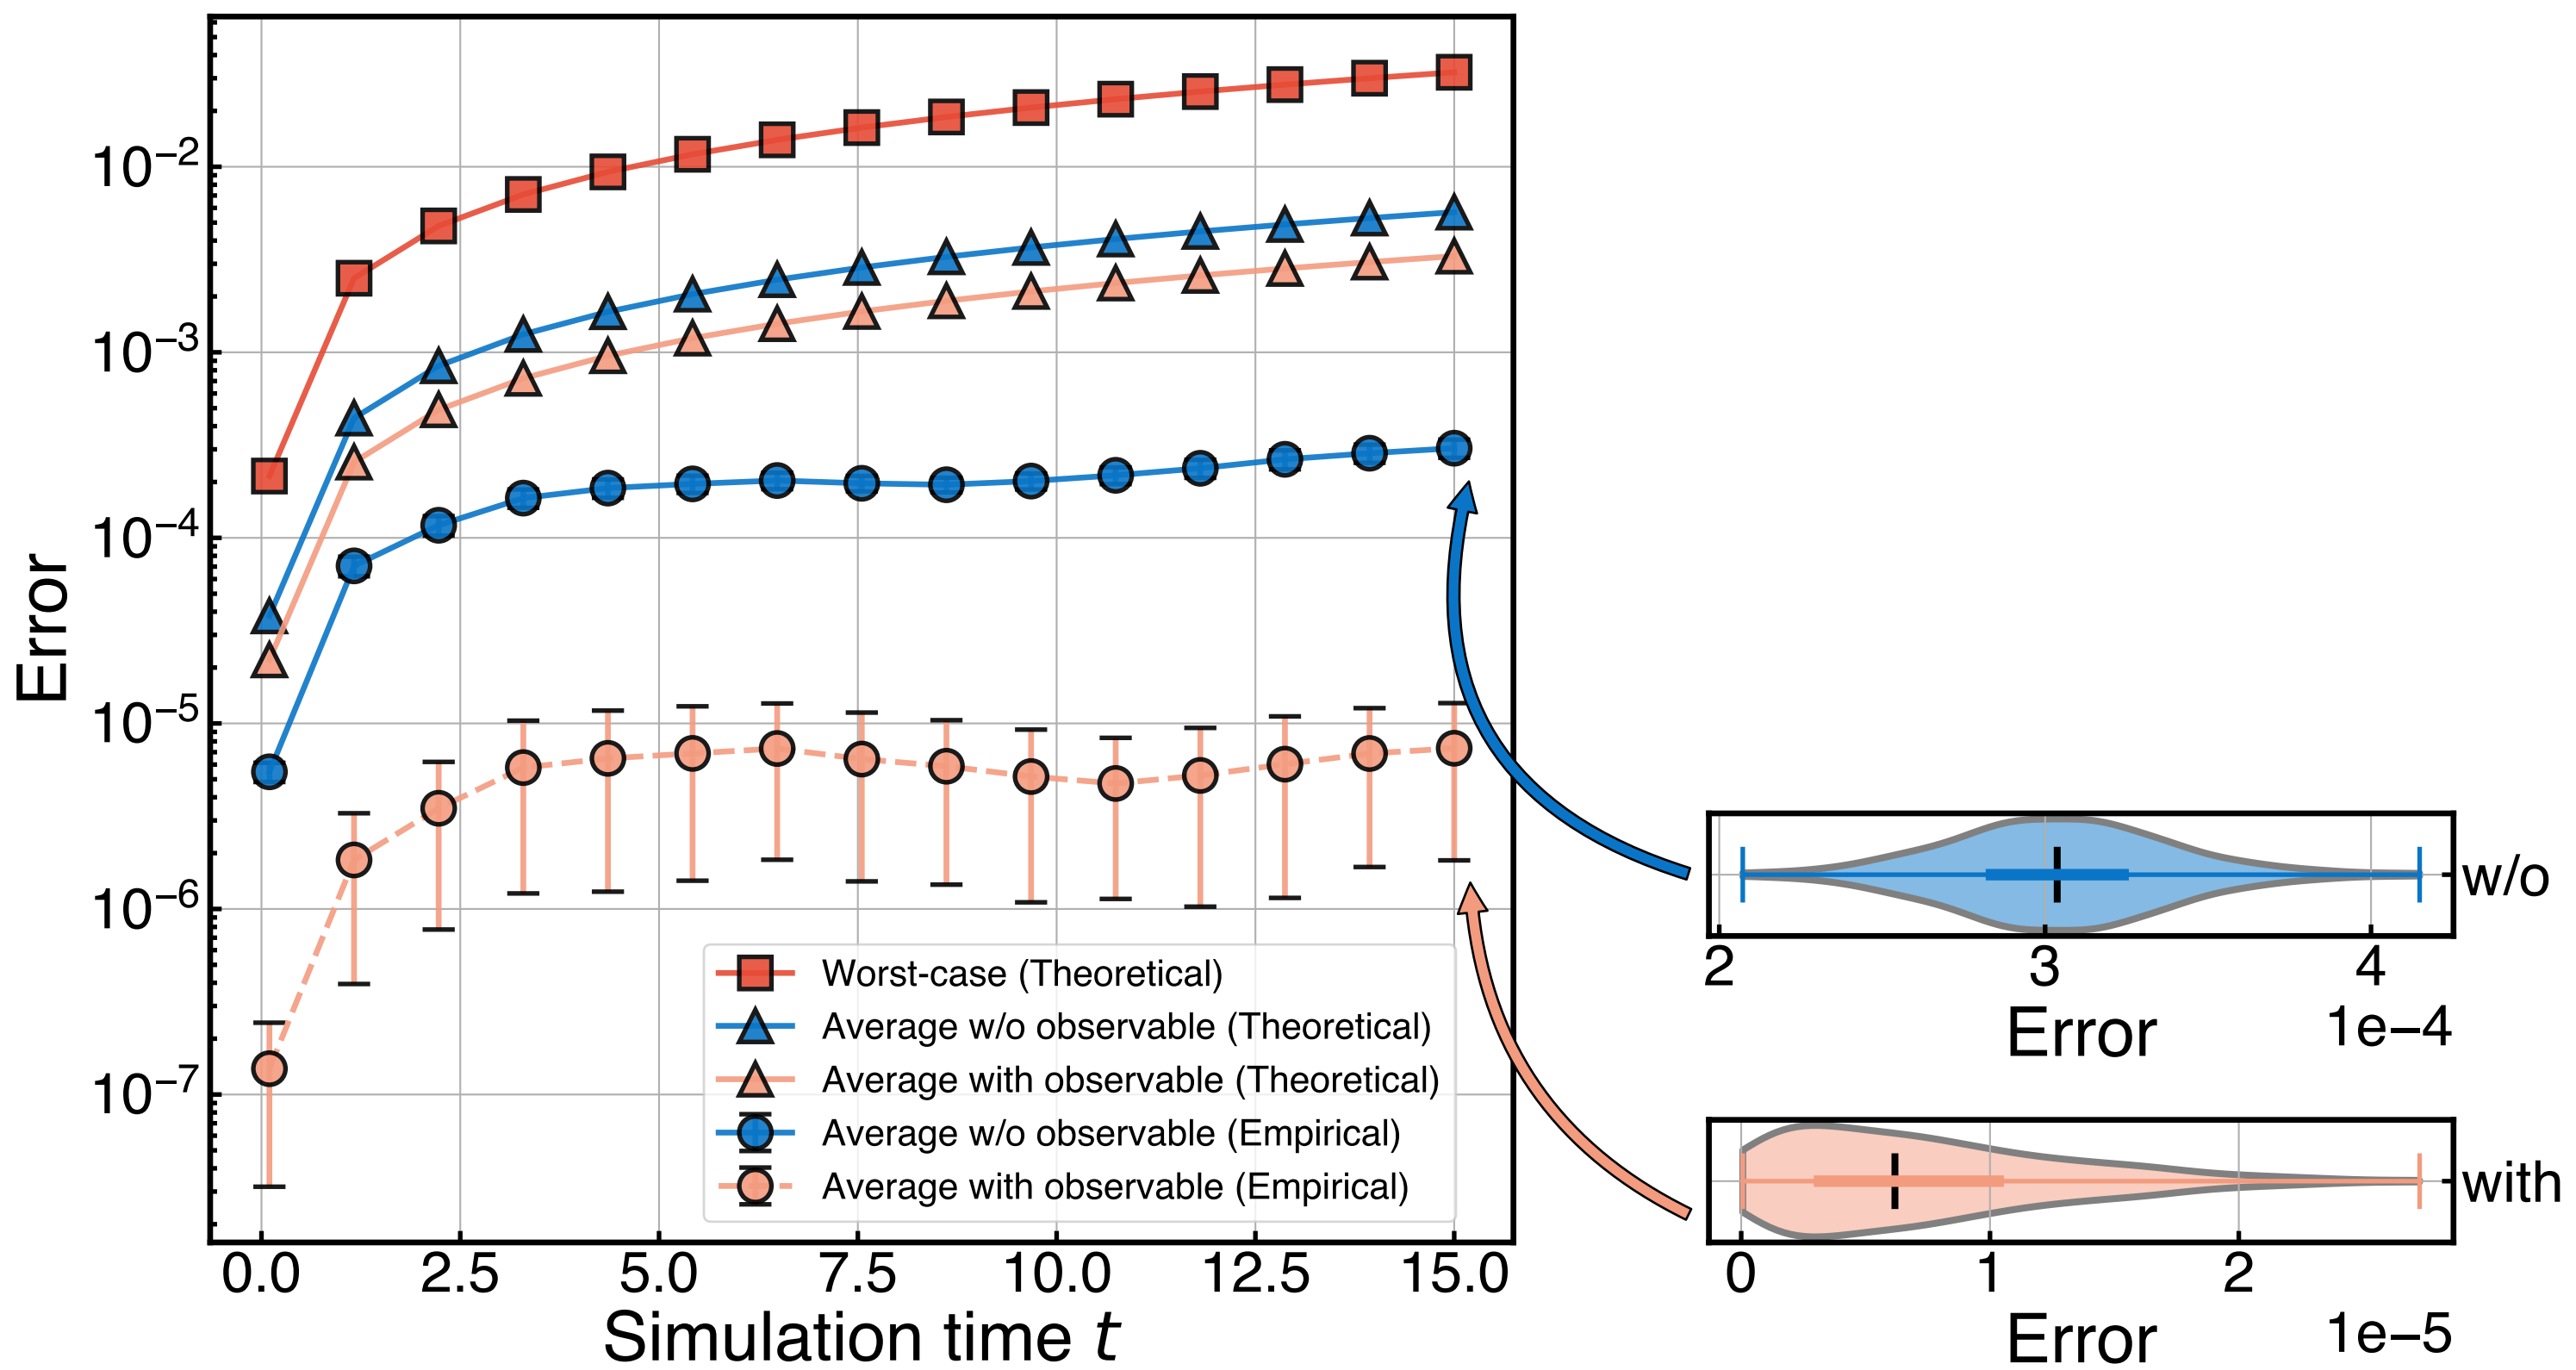 Error
10−2
10−3
10−4
10−5
10−6
10−7
Worst-case (Theoretical)
Average w/o observable (Theoretical)
Average with observable (Theoretical)
Average w/o observable (Empirical)
Average with observable (Empirical)
0.0 2.5 5.0 7.5 10.0 12.5 15.0
Simulation time t
w/o
2 3 4
Error 1e−4
with
0 1 2
Error 1e−5